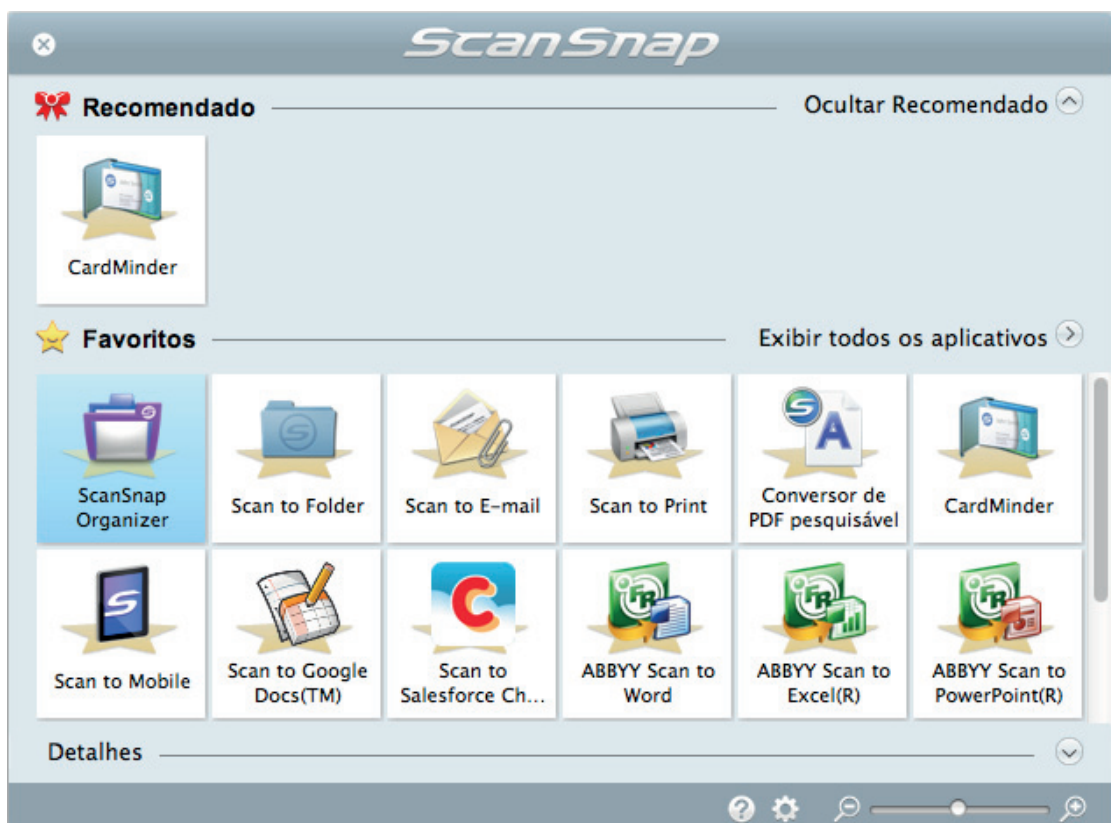 ScanSnap
Recomendado
Ocultar Recomendado
CardMinder
Favoritos
Exibir todos os aplicativos
ScanSnap
Organizer
Scan to Folder
Scan to E-mail
Scan to Print
Conversor de
PDF pesquisável
CardMinder
Scan to Mobile
Scan to Google
Docs(TM)
Scan to
Salesforce Ch...
ABBYY Scan to
Word
ABBYY Scan to
Excel(R)
ABBYY Scan to
PowerPoint(R)
Detalhes